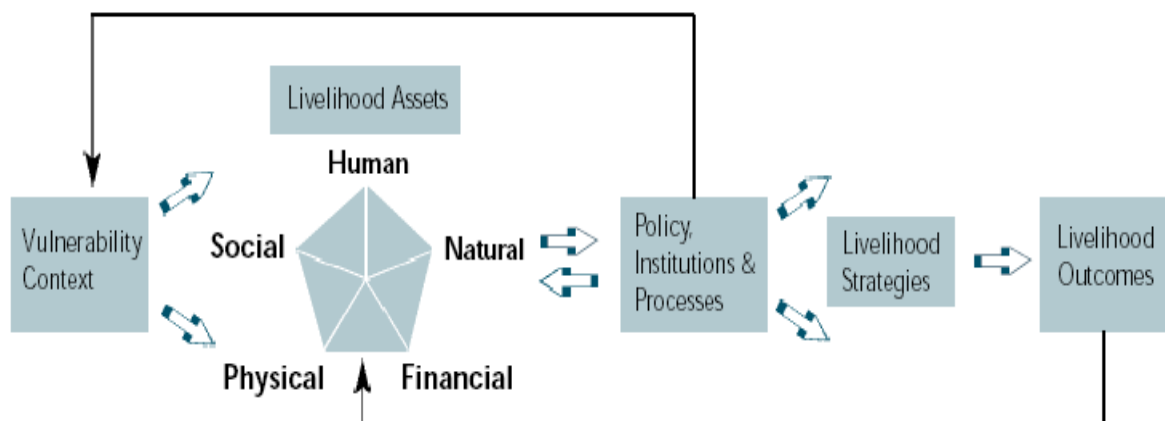 Livelihood Assets
Human
Vulnerability
Context
Social
Natural
Physical
Financial
Policy,
Institutions &
Processes
Livelihood
Strategies
Livelihood
Outcomes